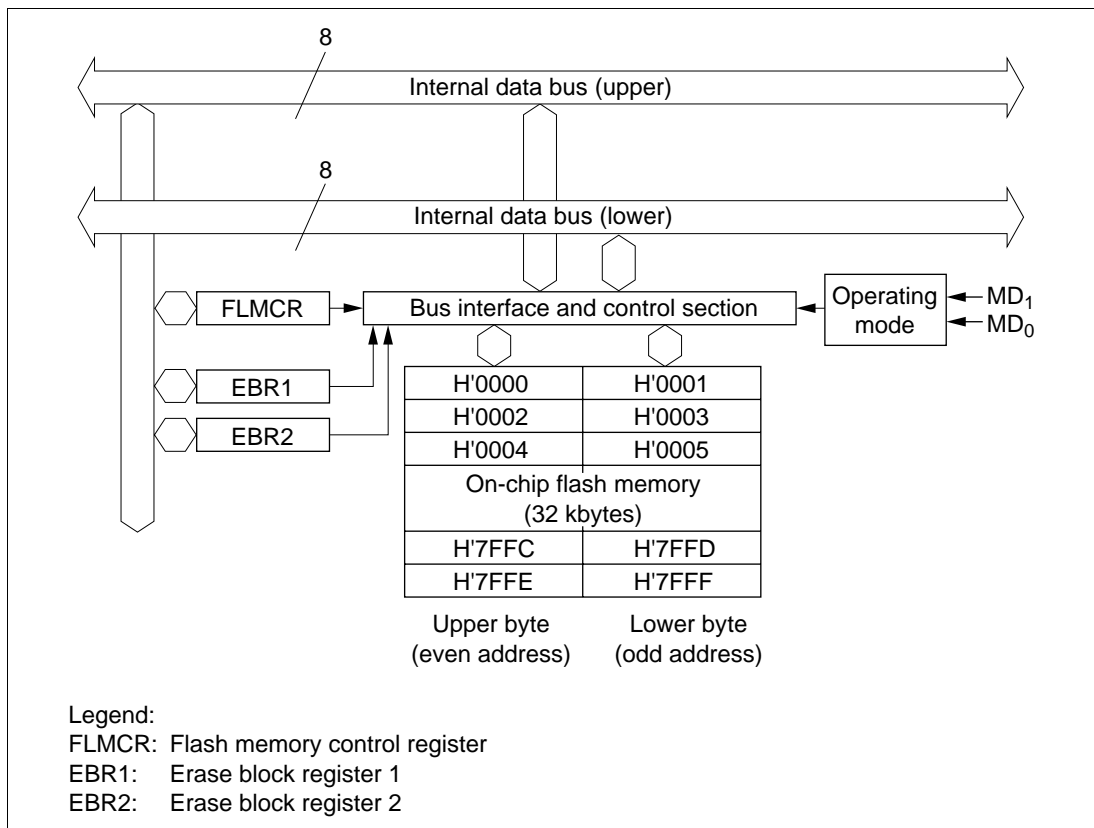 8
Internal data bus (upper)
8
Internal data bus (lower)
FLMCR
Bus interface and control section
Operating
mode
MD1
MD0
EBR1
EBR2
H'0000 H'0001
H'0002 H'0003
H'0004 H'0005
On-chip flash memory
(32 kbytes)
H'7FFC H'7FFD
H'7FFE H'7FFF
Upper byte
(even address)
Lower byte
(odd address)
Legend:
FLMCR: Flash memory control register
EBR1: Erase block register 1
EBR2: Erase block register 2